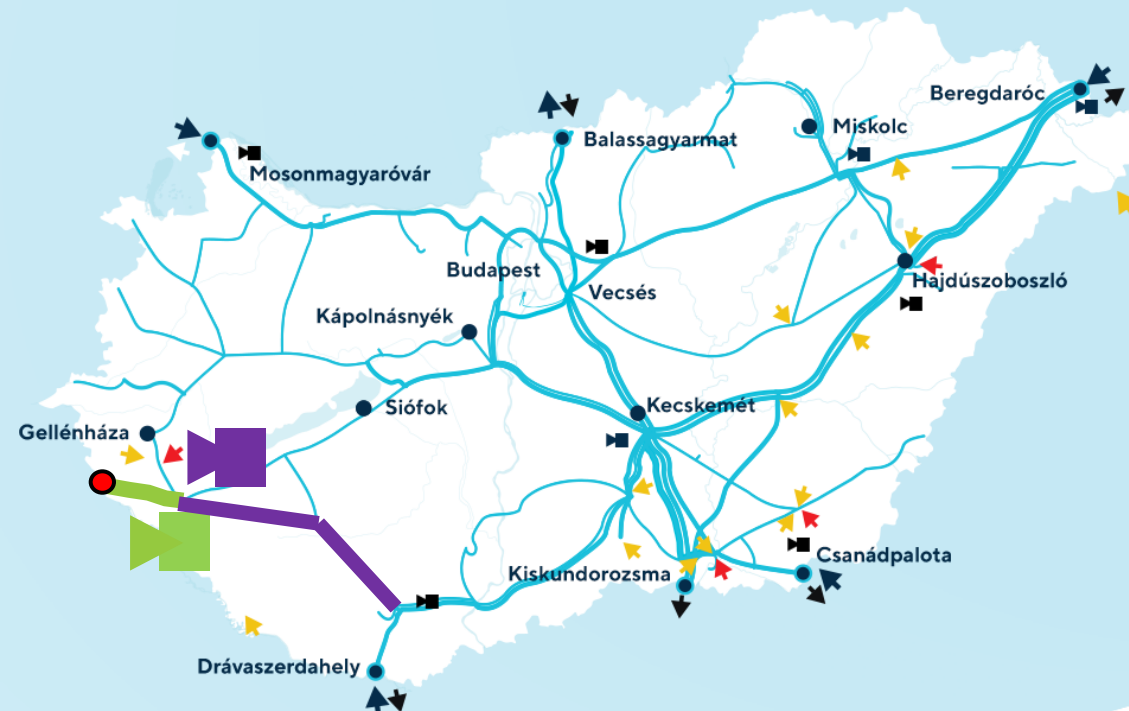 Beregdaróc
Miskolc
Balassagyarmat
Mosonmagyaróvár
Budapest
Hajdúszoboszló
Vecsés
Kápolnásnyék
Kecskemét
Siófok
Gellénháza
Csanádpalota
Kiskundorozsma
Drávaszerdahely